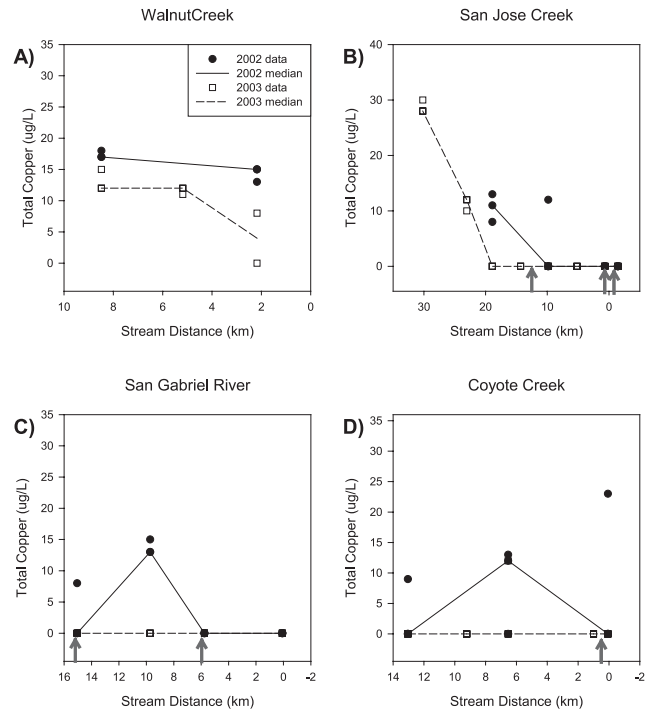 WalnutCreek
A)
35
30
25
20
15
10
5
0
Total Copper (ug/L)
2002 data
2002 median
2003 data
2003 median
10 8 6 4 2 0
Stream Distance (km)
San Jose Creek
B)
40
30
20
10
0
Total Copper (ug/L)
30 20 10 0
Stream Distance (km)
San Gabriel River
C)
35
30
25
20
15
10
5
0
Total Copper (ug/L)
16 14 12 10 8 6 4 2 0 -2
Stream Distance (km)
Coyote Creek
D)
35
30
25
20
15
10
5
0
Total Copper (ug/L)
14 12 10 8 6 4 2 0 -2
Stream Distance (km)